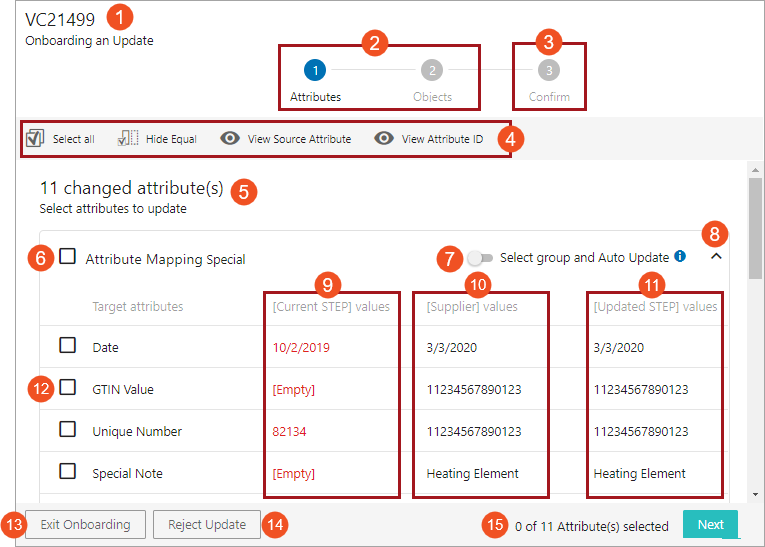 VC21499 1
Onboarding an Update
2 3
1 2 3
Attributes Objects Confirm
Select all Hide Equal View Source Attribute View Attribute ID 4
11 changed attribute(s) 5
Select attributes to update
6 Attribute Mapping Special 7 Select group and Auto Update i 8
9 10 11
Target attributes [Current STEP] values [Supplier] values [Updated STEP] values
Date 10/2/2019 3/3/2020 3/3/2020
12 GTIN Value [Empty] 11234567890123 11234567890123
Unique Number 82134 11234567890123 11234567890123
Special Note [Empty] Heating Element Heating Element
13 Exit Onboarding Reject Update 14 15 0 of 11 Attribute(s) selected Next